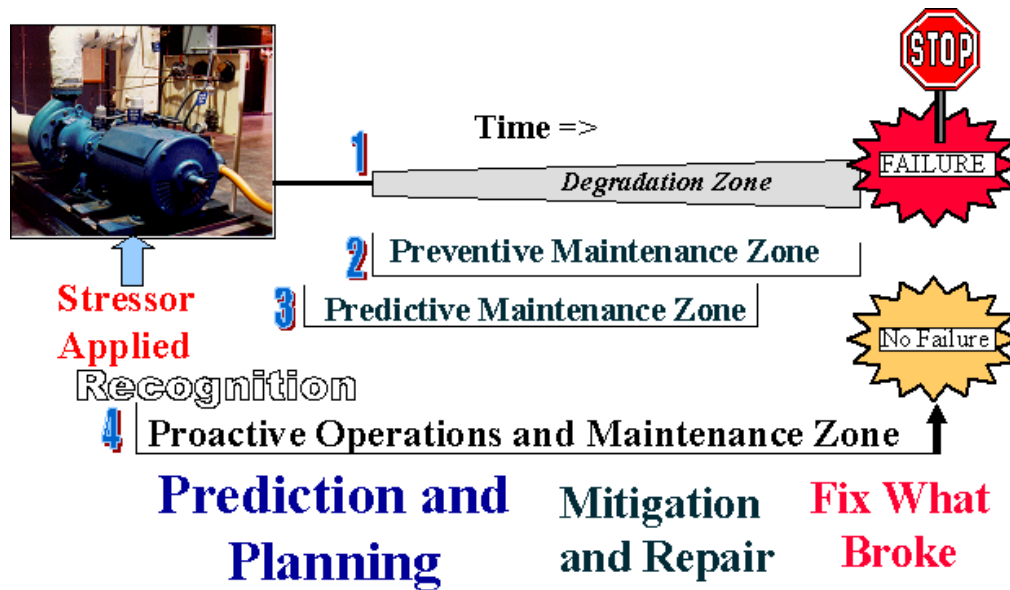 STOP
Time =>
1
Degradation Zone
FAILURE
2 Preventive Maintenance Zone
Stressor
Applied
3 Predictive Maintenance Zone
No Failure
Recognition
4 Proactive Operations and Maintenance Zone
Prediction and
Planning
Mitigation
and Repair
Fix What
Broke